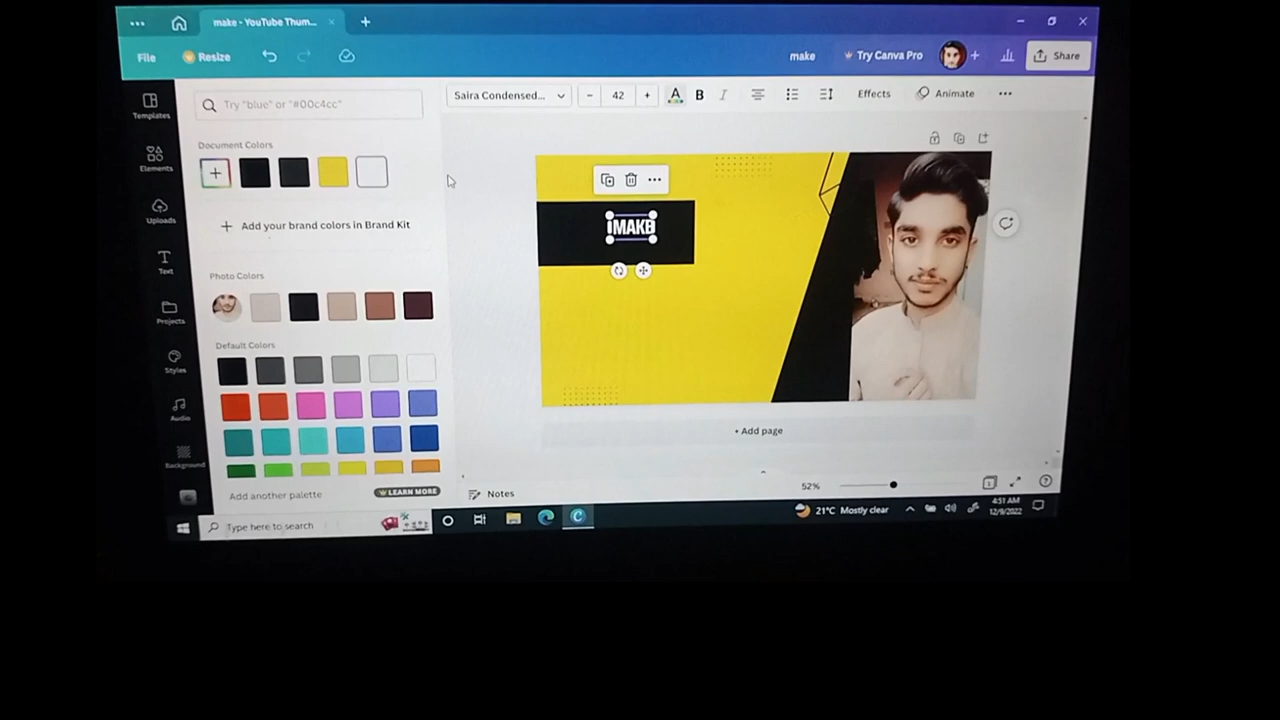 make - YouTube Thum...
File
Resize
make
Try Canva Pro
Share
Templates
Elements
Uploads
Text
Projects
Styles
Audio
Background
Try "blue" or "#00c4cc"
Saira Condensed...
42
A
B
I
Effects
Animate
Document Colors
Add your brand colors in Brand Kit
Photo Colors
Default Colors
Add another palette
LEARN MORE
MAKE
+ Add page
Notes
52%
1
Type here to search
21°C Mostly clear
4:51 AM
12/9/2022